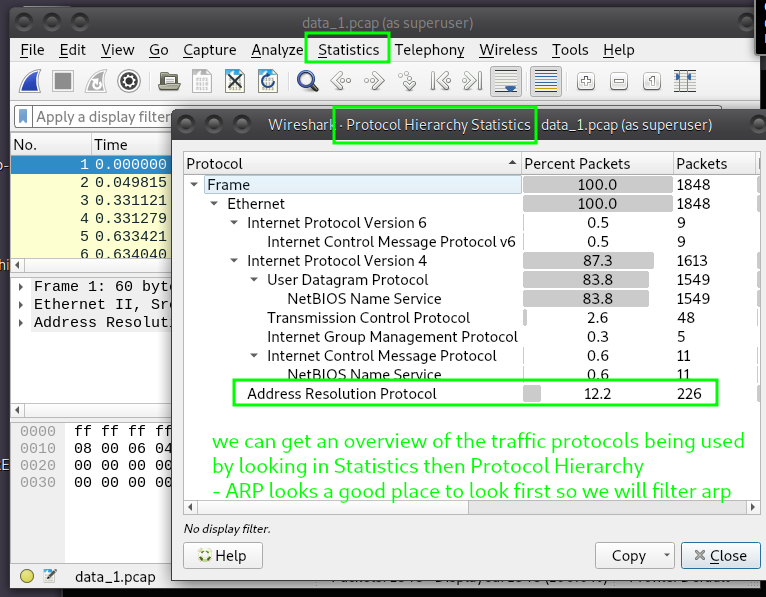 data_1.pcap (as superuser)
File Edit View Go Capture Analyze Statistics Telephony Wireless Tools Help
Apply a display filter
No. Time
1 0.000000
2 0.049815
3 0.331121
4 0.331279
5 0.633421
6 0.634040
Frame 1: 60 byte
Ethernet II, Src
Address Resoluti
0000 ff ff ff ff
0010 08 00 06 04
0020 00 00 00 00
0030 00 00 00 00
data_1.pcap
Wireshark · Protocol Hierarchy Statistics · data_1.pcap (as superuser)
Protocol Percent Packets Packets
Frame 100.0 1848
Ethernet 100.0 1848
Internet Protocol Version 6 0.5 9
Internet Control Message Protocol v6 0.5 9
Internet Protocol Version 4 87.3 1613
User Datagram Protocol 83.8 1549
NetBIOS Name Service 83.8 1549
Transmission Control Protocol 2.6 48
Internet Group Management Protocol 0.3 5
Internet Control Message Protocol 0.6 11
NetBIOS Name Service 0.6 11
Address Resolution Protocol 12.2 226
we can get an overview of the traffic protocols being used
by looking in Statistics then Protocol Hierarchy
- ARP looks a good place to look first so we will filter arp
No display filter.
Help Copy Close